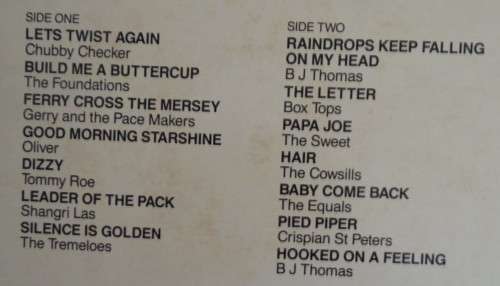 SIDE ONE
LETS TWIST AGAIN
Chubby Checker
BUILD ME A BUTTERCUP
The Foundations
FERRY CROSS THE MERSEY
Gerry and the Pace Makers
GOOD MORNING STARSHINE
Oliver
DIZZY
Tommy Roe
LEADER OF THE PACK
Shangri Las
SILENCE IS GOLDEN
The Tremeloes
SIDE TWO
RAINDROPS KEEP FALLING
ON MY HEAD
B J Thomas
THE LETTER
Box Tops
PAPA JOE
The Sweet
HAIR
The Cowsills
BABY COME BACK
The Equals
PIED PIPER
Crispian St Peters
HOOKED ON A FEELING
B J Thomas